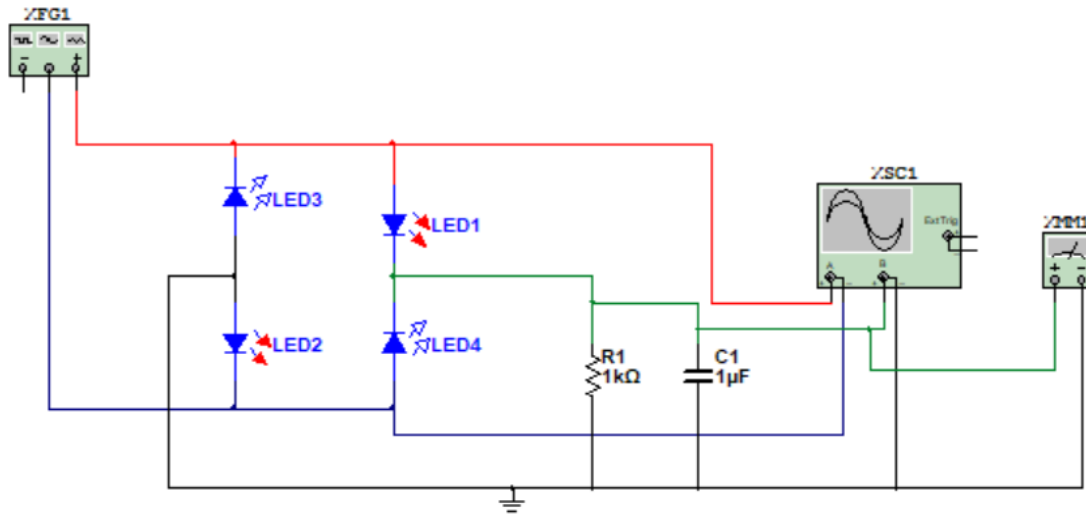 XFG1
XSC1
Ext Trig
XMM1
LED3
LED1
A
B
LED2
LED4
R1
1kΩ
C1
1µF